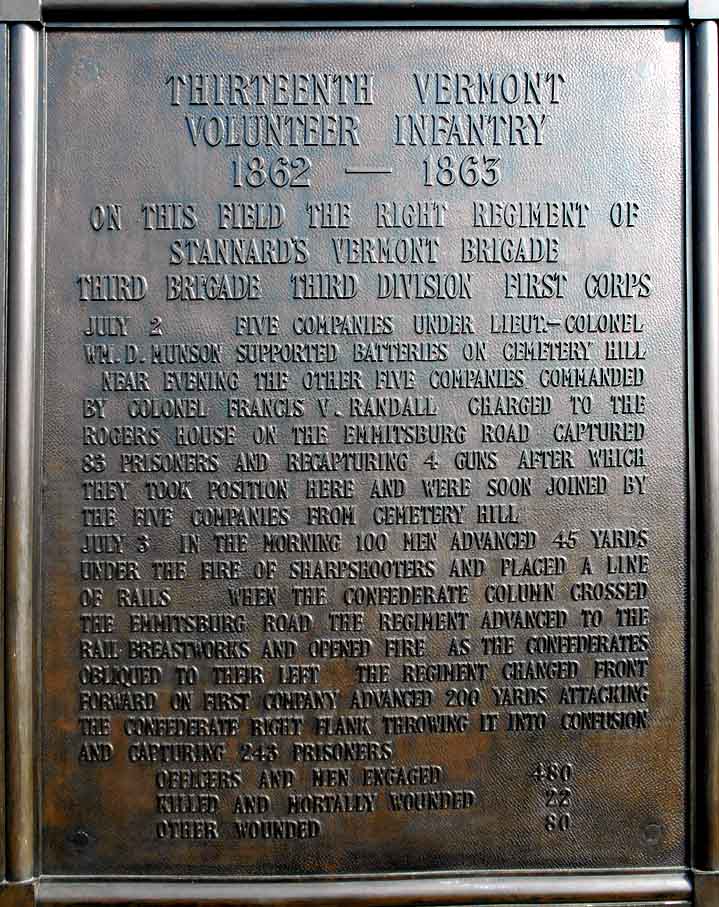 THIRTEENTH VERMONT
VOLUNTEER INFANTRY
1862 — 1863
ON THIS FIELD THE RIGHT REGIMENT OF
STANNARD'S VERMONT BRIGADE
THIRD BRIGADE THIRD DIVISION FIRST CORPS
JULY 2 FIVE COMPANIES UNDER LIEUT.-COLONEL
WM. D. MUNSON SUPPORTED BATTERIES ON CEMETERY HILL
NEAR EVENING THE OTHER FIVE COMPANIES COMMANDED
BY COLONEL FRANCIS V. RANDALL CHARGED TO THE
ROGERS HOUSE ON THE EMMITSBURG ROAD CAPTURED
83 PRISONERS AND RECAPTURING 4 GUNS AFTER WHICH
THEY TOOK POSITION HERE AND WERE SOON JOINED BY
THE FIVE COMPANIES FROM CEMETERY HILL
JULY 3 IN THE MORNING 100 MEN ADVANCED 45 YARDS
UNDER THE FIRE OF SHARPSHOOTERS AND PLACED A LINE
OF RAILS WHEN THE CONFEDERATE COLUMN CROSSED
THE EMMITSBURG ROAD THE REGIMENT ADVANCED TO THE
RAIL BREASTWORKS AND OPENED FIRE AS THE CONFEDERATES
OBLIQUED TO THEIR LEFT THE REGIMENT CHANGED FRONT
FORWARD ON FIRST COMPANY ADVANCED 200 YARDS ATTACKING
THE CONFEDERATE RIGHT FLANK THROWING IT INTO CONFUSION
AND CAPTURING 243 PRISONERS
OFFICERS AND MEN ENGAGED 480
KILLED AND MORTALLY WOUNDED 22
OTHER WOUNDED 80